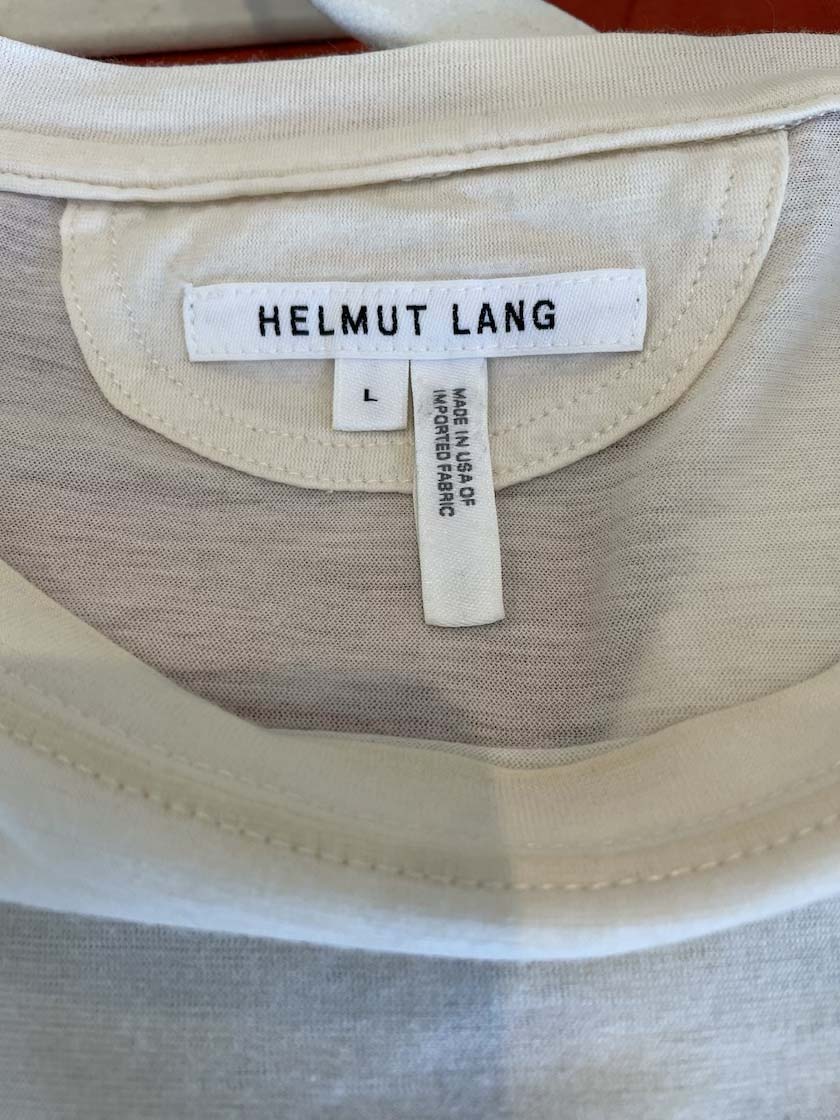 HELMUT LANG
L
MADE IN USA OF
IMPORTED FABRIC